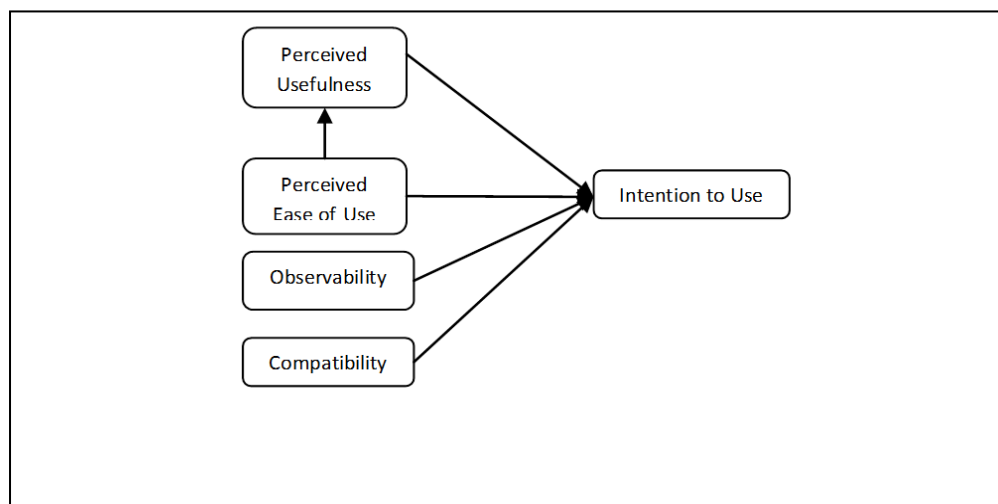 Perceived
Usefulness
Perceived
Ease of Use
Intention to Use
Observability
Compatibility